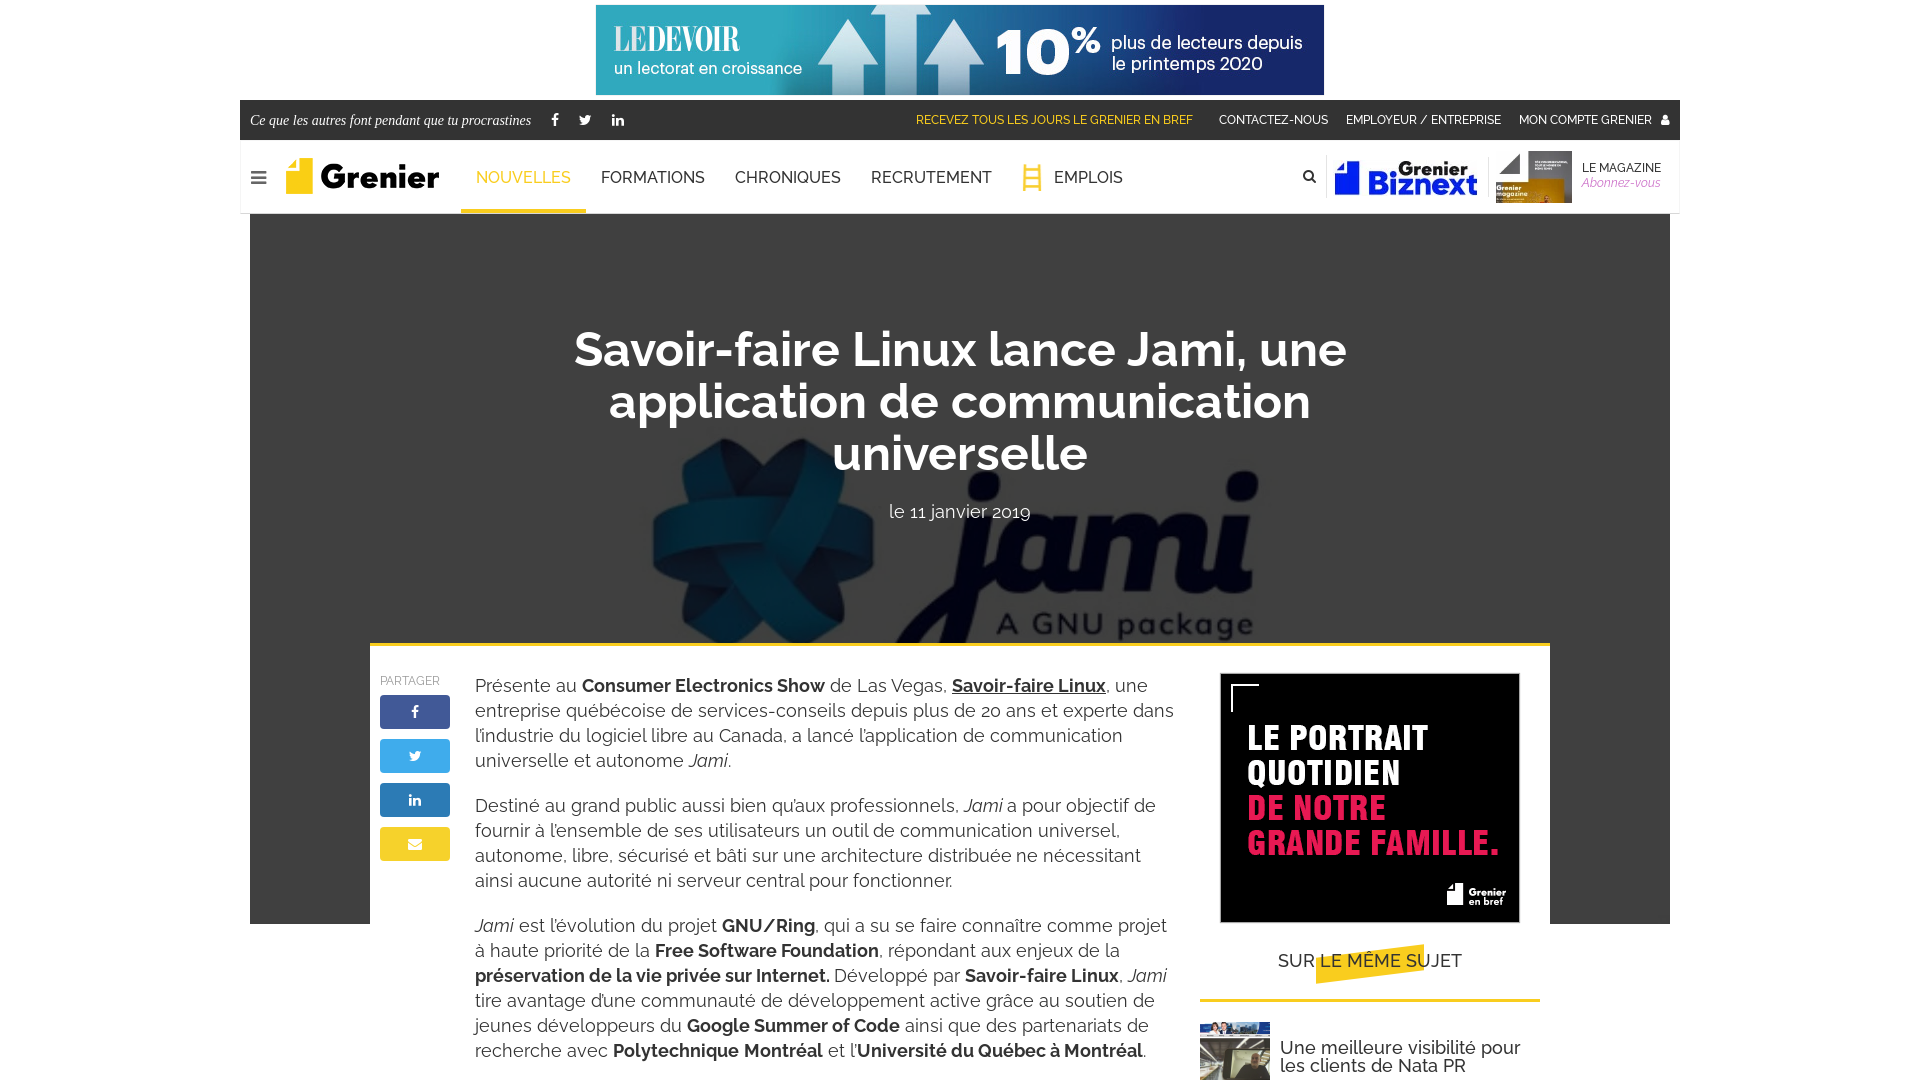 LE DEVOIR
un lectorat en croissance
10% plus de lecteurs depuis
le printemps 2020
Ce que les autres font pendant que tu procrastines
RECEVEZ TOUS LES JOURS LE GRENIER EN BREF
CONTACTEZ-NOUS
EMPLOYEUR / ENTREPRISE
MON COMPTE GRENIER
Grenier
NOUVELLES
FORMATIONS
CHRONIQUES
RECRUTEMENT
EMPLOIS
Grenier
Biznext
Grenier
magazine
LE MAGAZINE
Abonnez-vous
Savoir-faire Linux lance Jami, une
application de communication
universelle
le 11 janvier 2019
jami
A GNU package
PARTAGER
Présente au Consumer Electronics Show de Las Vegas, Savoir-faire Linux, une
entreprise québécoise de services-conseils depuis plus de 20 ans et experte dans
l’industrie du logiciel libre au Canada, a lancé l’application de communication
universelle et autonome Jami.
Destiné au grand public aussi bien qu’aux professionnels, Jami a pour objectif de
fournir à l’ensemble de ses utilisateurs un outil de communication universel,
autonome, libre, sécurisé et bâti sur une architecture distribuée ne nécessitant
ainsi aucune autorité ni serveur central pour fonctionner.
Jami est l’évolution du projet GNU/Ring, qui a su se faire connaître comme projet
à haute priorité de la Free Software Foundation, répondant aux enjeux de la
préservation de la vie privée sur Internet. Développé par Savoir-faire Linux, Jami
tire avantage d’une communauté de développement active grâce au soutien de
jeunes développeurs du Google Summer of Code ainsi que des partenariats de
recherche avec Polytechnique Montréal et l’Université du Québec à Montréal.
LE PORTRAIT
QUOTIDIEN
DE NOTRE
GRANDE FAMILLE.
Grenier
en bref
SUR LE MÊME SUJET
Une meilleure visibilité pour
les clients de Nata PR